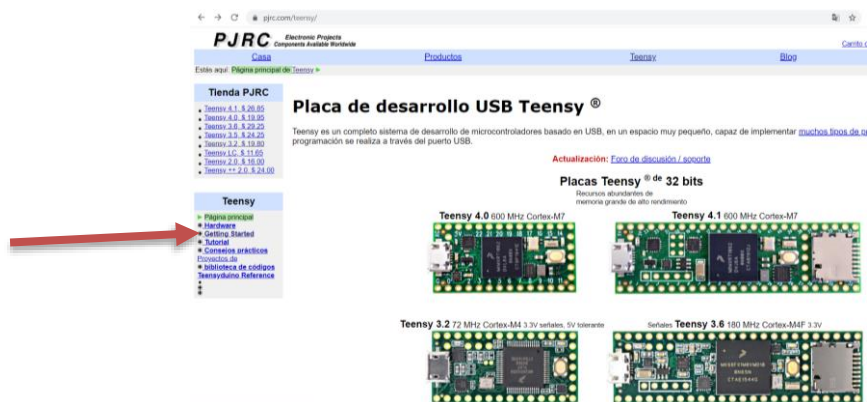 pjrc.com/teensy/
PJRC Electronic Projects
Components Available Worldwide
Carrito d
Casa Productos Teensy Blog
Estás aquí: Página principal de Teensy ►
Tienda PJRC
Teensy 4.1, $ 26.85
Teensy 4.0, $ 19.95
Teensy 3.6, $ 29.25
Teensy 3.5, $ 24.25
Teensy 3.2, $ 19.80
Teensy LC, $ 11.65
Teensy 2.0, $ 16.00
Teensy ++ 2.0, $ 24.00
Placa de desarrollo USB Teensy ®
Teensy es un completo sistema de desarrollo de microcontroladores basado en USB, en un espacio muy pequeño, capaz de implementar muchos tipos de pr
programación se realiza a través del puerto USB.
Actualización: Foro de discusión / soporte
Placas Teensy ® de 32 bits
Recursos abundantes de
memoria grande de alto rendimiento
Teensy
Página principal
Hardware
Getting Started
Tutorial
Consejos prácticos
Proyectos de
biblioteca de códigos
Teensyduino Reference
Teensy 4.0 600 MHz Cortex-M7
Teensy 4.1 600 MHz Cortex-M7
Teensy 3.2 72 MHz Cortex-M4 3.3V señales, 5V tolerante
Señales Teensy 3.6 180 MHz Cortex-M4F 3.3V